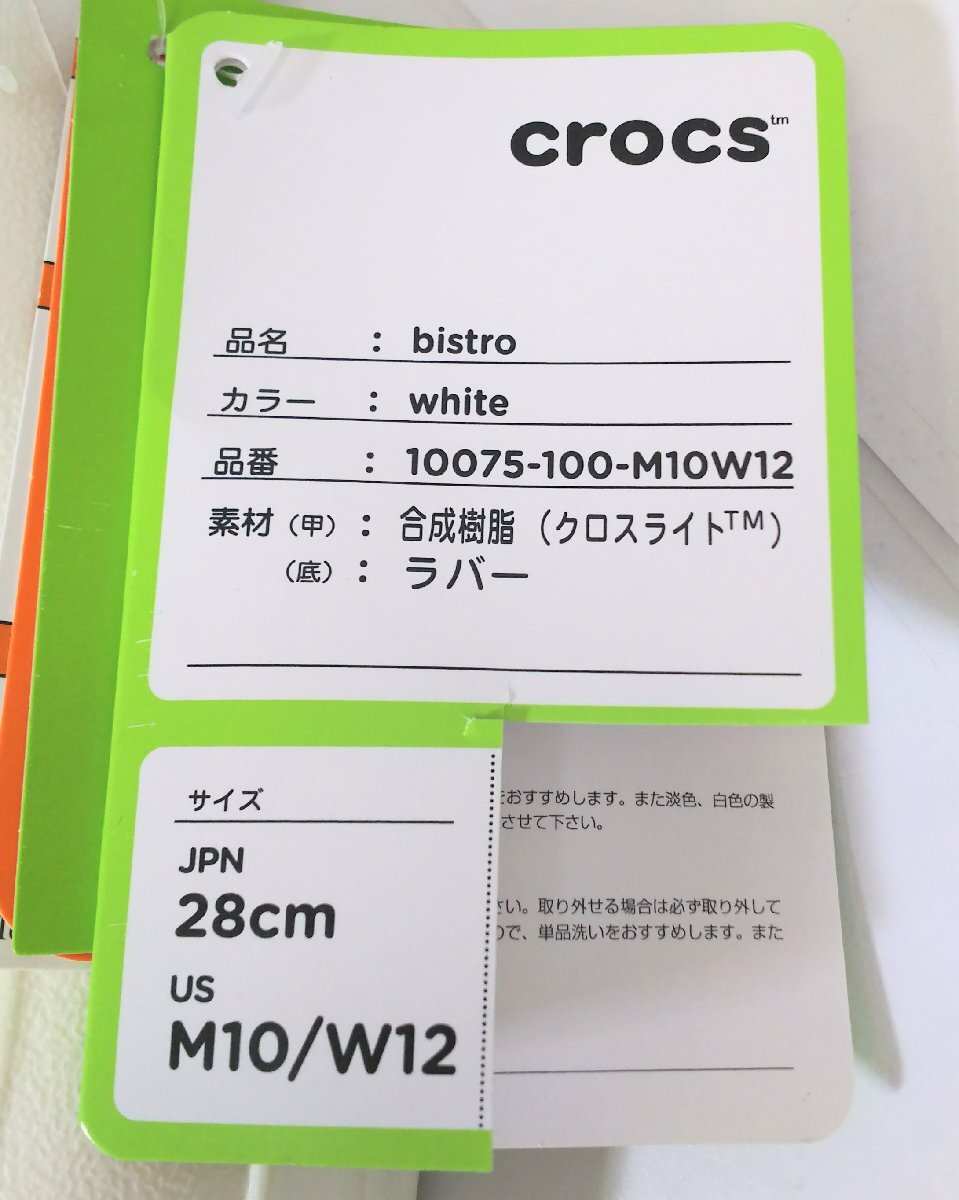 crocs™
品名 : bistro
カラー : white
品番 : 10075-100-M10W12
素材（甲）: 合成樹脂（クロスライト™）
（底）: ラバー
サイズ
JPN
28cm
US
M10/W12
をおすすめします。また淡色、白色の製
させて下さい。
さい。取り外せる場合は必ず取り外して
ので、単品洗いをおすすめします。また